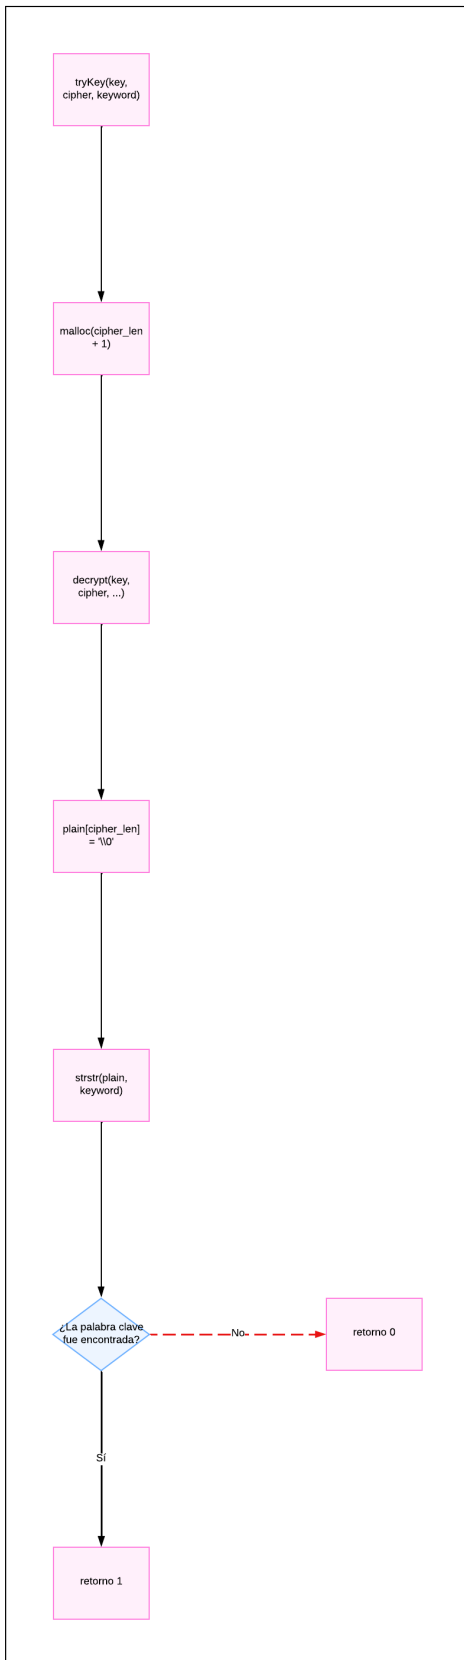 tryKey(key,
cipher, keyword)
malloc(cipher_len
+ 1)
decrypt(key,
cipher, ...)
plain[cipher_len]
= '\\0'
strstr(plain,
keyword)
¿La palabra clave
fue encontrada?
No
retorno 0
Sí
retorno 1